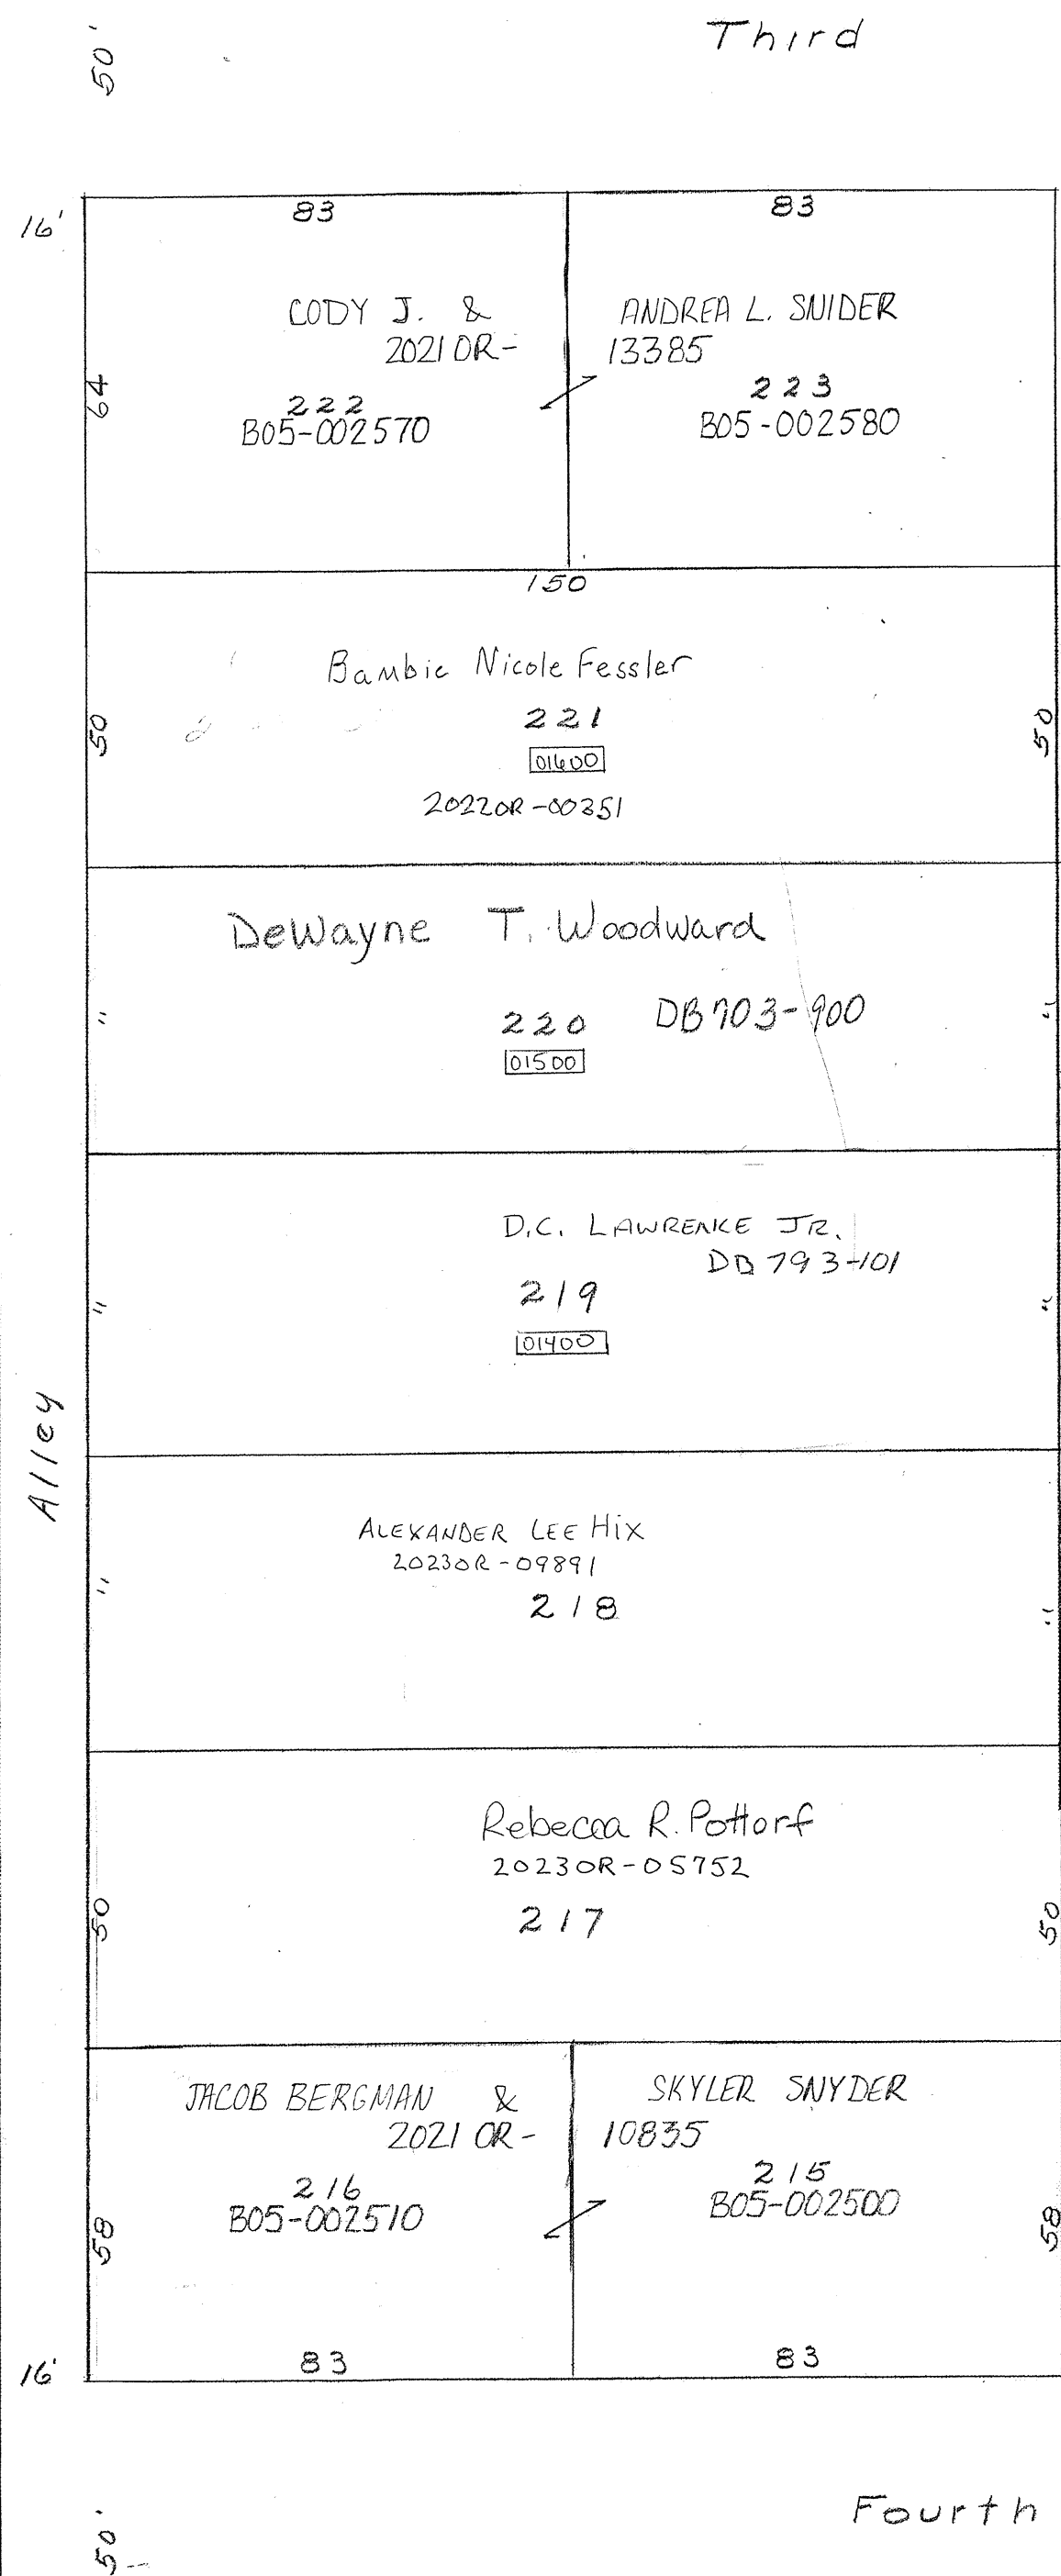 50'
Third
16'
83
83
CODY J. &
2021 OR-
ANDREA L. SNIDER
13385
64
222
B05-002570
223
B05-002580
150
Bambie Nicole Fessler
50
221
50
01600
2022OR-00351
DeWayne T. Woodward
"
220
DB 703-900
"
01500
D.C. LAWRENCE JR.
DB 793-101
"
219
"
01400
Alley
ALEXANDER LEE HIX
2023OR-09891
"
218
"
Rebecca R. Pottorf
2023OR-05752
50
217
50
JACOB BERGMAN &
2021 OR-
SKYLER SNYDER
10835
216
B05-002510
215
B05-002500
58
58
83
83
16'
Fourth
50'